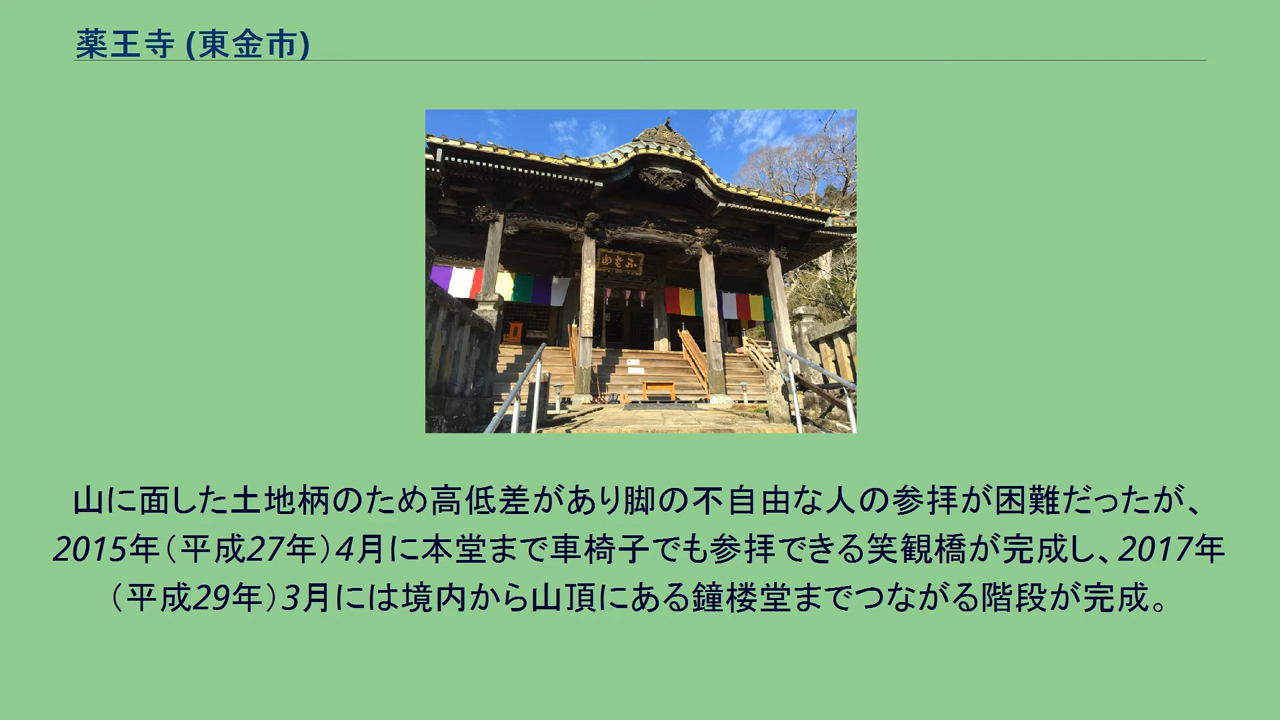 薬王寺 (東金市)
山に面した土地柄のため高低差があり脚の不自由な人の参拝が困難だったが、
2015年（平成27年）4月に本堂まで車椅子でも参拝できる笑観橋が完成し、2017年
（平成29年）3月には境内から山頂にある鐘楼堂までつながる階段が完成。